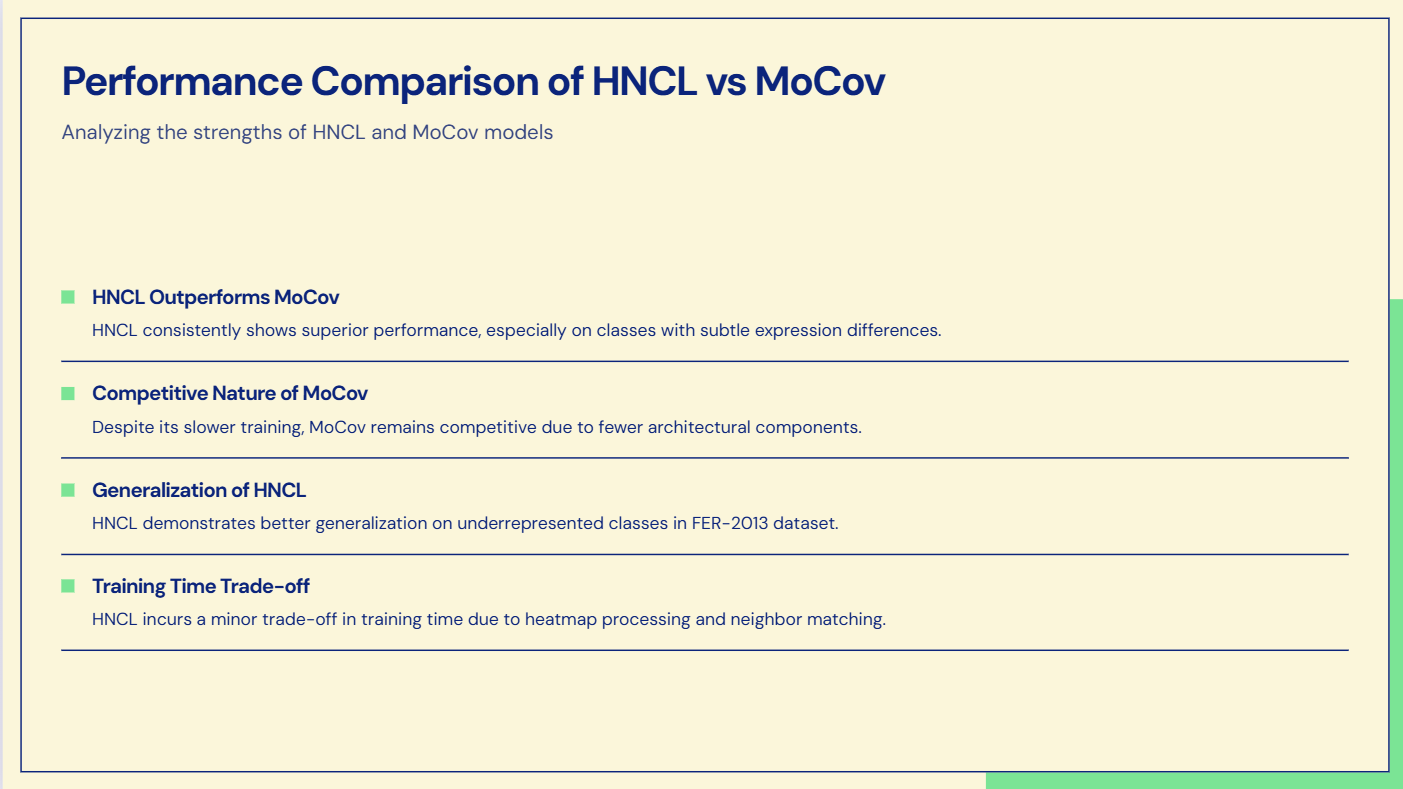 Performance Comparison of HNCL vs MoCov
Analyzing the strengths of HNCL and MoCov models
HNCL Outperforms MoCov
HNCL consistently shows superior performance, especially on classes with subtle expression differences.
Competitive Nature of MoCov
Despite its slower training, MoCov remains competitive due to fewer architectural components.
Generalization of HNCL
HNCL demonstrates better generalization on underrepresented classes in FER-2013 dataset.
Training Time Trade-off
HNCL incurs a minor trade-off in training time due to heatmap processing and neighbor matching.